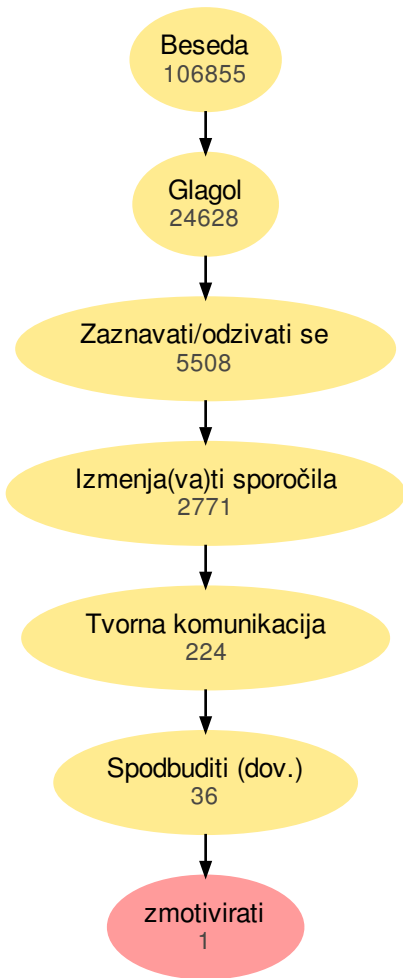 Beseda
106855
Glagol
24628
Zaznavati/odzivati se
5508
Izmenja(va)ti sporočila
2771
Tvorna komunikacija
224
Spodbuditi (dov.)
36
zmotivirati
1